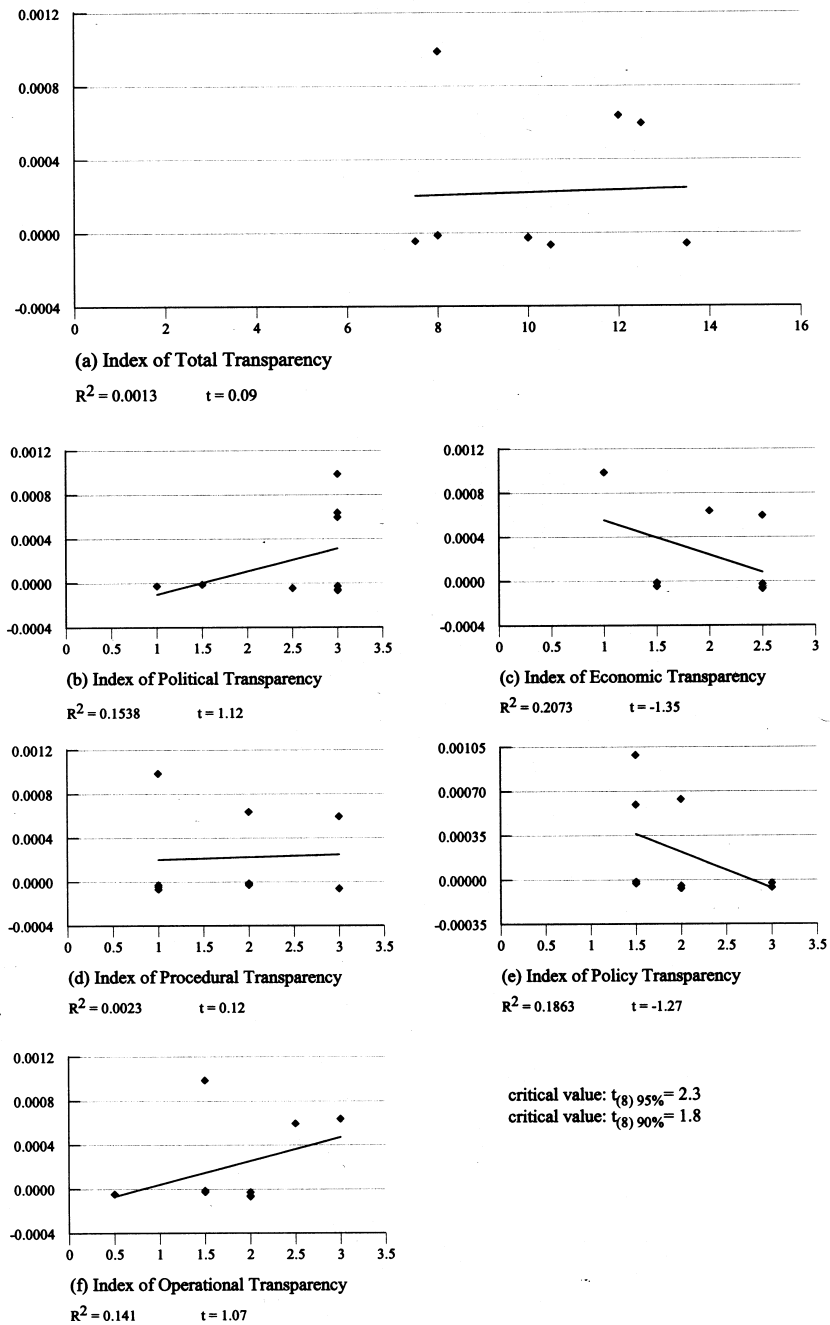 0.0012
0.0008
0.0004
0.0000
-0.0004
0 2 4 6 8 10 12 14 16
(a) Index of Total Transparency
R2 = 0.0013 t = 0.09
0.0012
0.0008
0.0004
0.0000
-0.0004
0 0.5 1 1.5 2 2.5 3 3.5
(b) Index of Political Transparency
R2 = 0.1538 t = 1.12
0.0012
0.0008
0.0004
0.0000
-0.0004
0 0.5 1 1.5 2 2.5 3
(c) Index of Economic Transparency
R2 = 0.2073 t = -1.35
0.0012
0.0008
0.0004
0.0000
-0.0004
0 0.5 1 1.5 2 2.5 3 3.5
(d) Index of Procedural Transparency
R2 = 0.0023 t = 0.12
0.00105
0.00070
0.00035
0.00000
-0.00035
0 0.5 1 1.5 2 2.5 3 3.5
(e) Index of Policy Transparency
R2 = 0.1863 t = -1.27
0.0012
0.0008
0.0004
0.0000
-0.0004
0 0.5 1 1.5 2 2.5 3 3.5
(f) Index of Operational Transparency
R2 = 0.141 t = 1.07
critical value: t(8) 95%= 2.3
critical value: t(8) 90%= 1.8